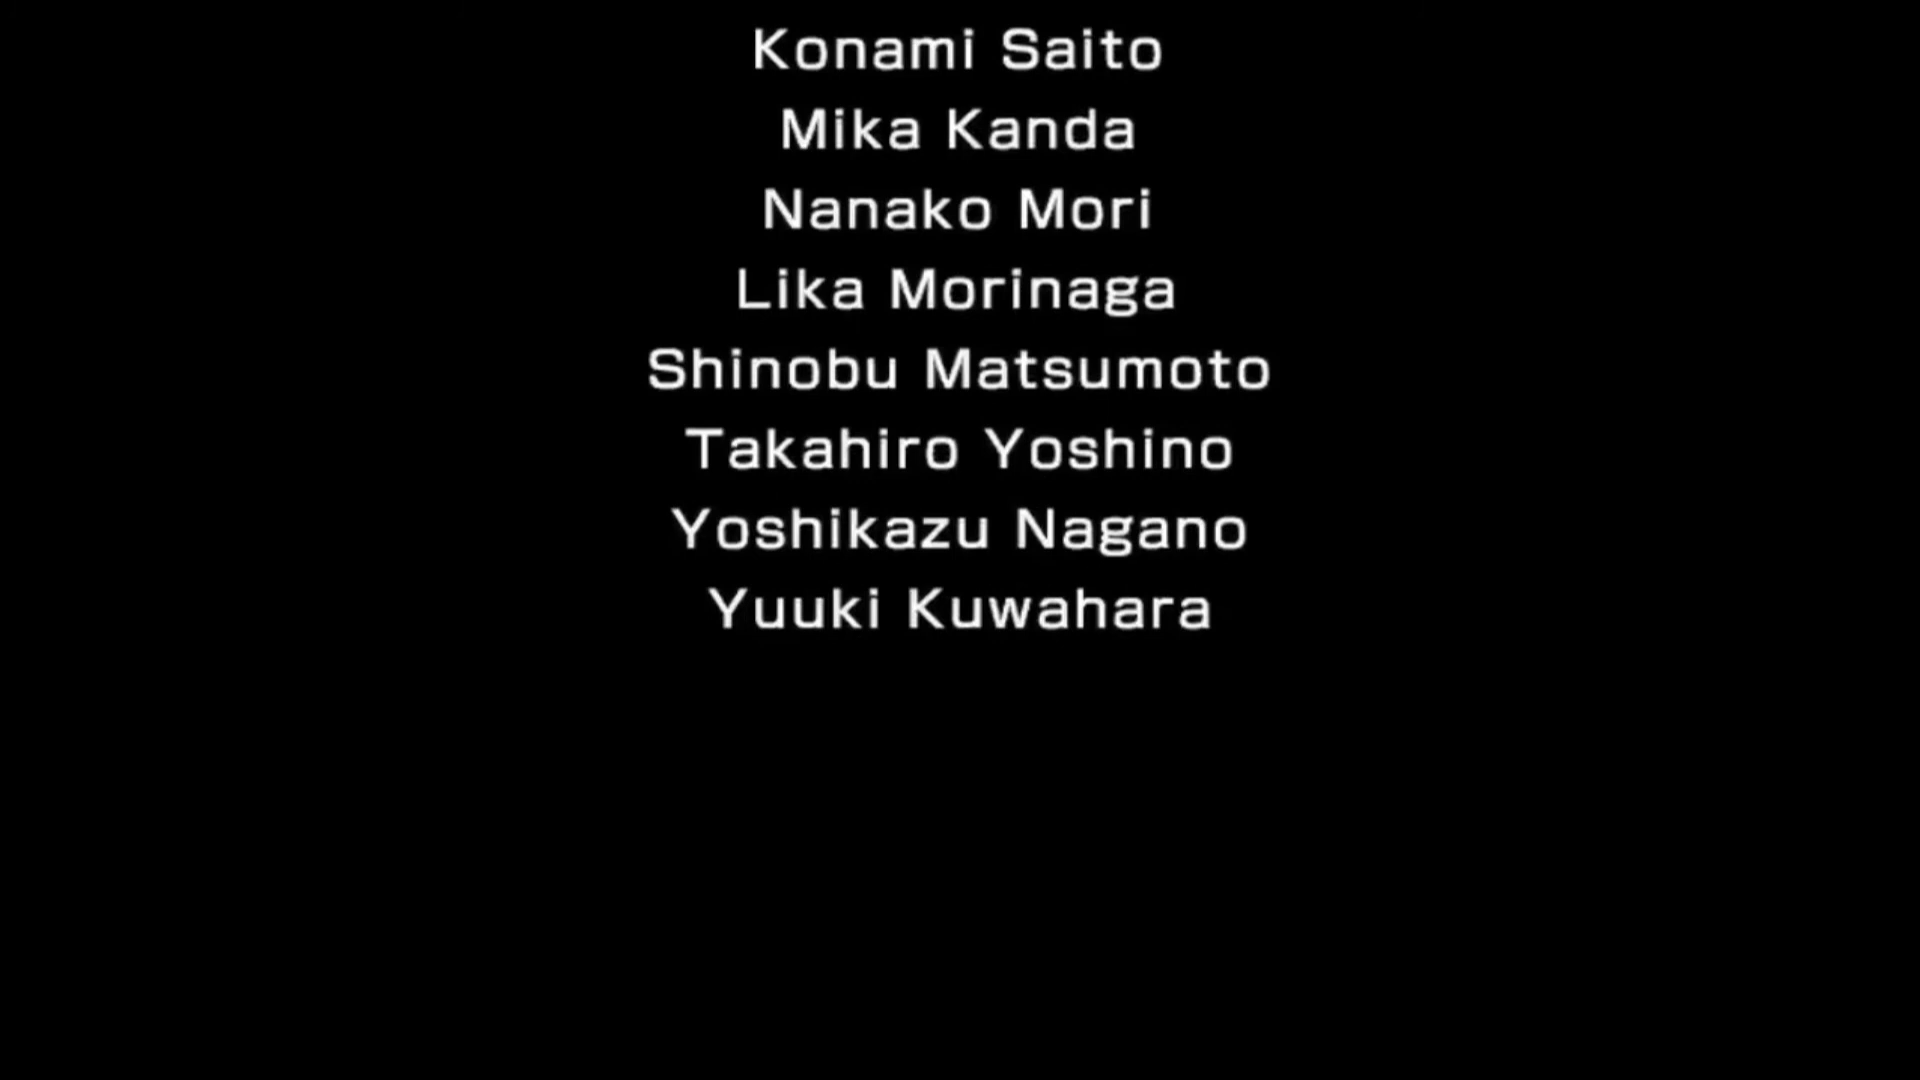 Konami Saito
Mika Kanda
Nanako Mori
Lika Morinaga
Shinobu Matsumoto
Takahiro Yoshino
Yoshikazu Nagano
Yuuki Kuwahara